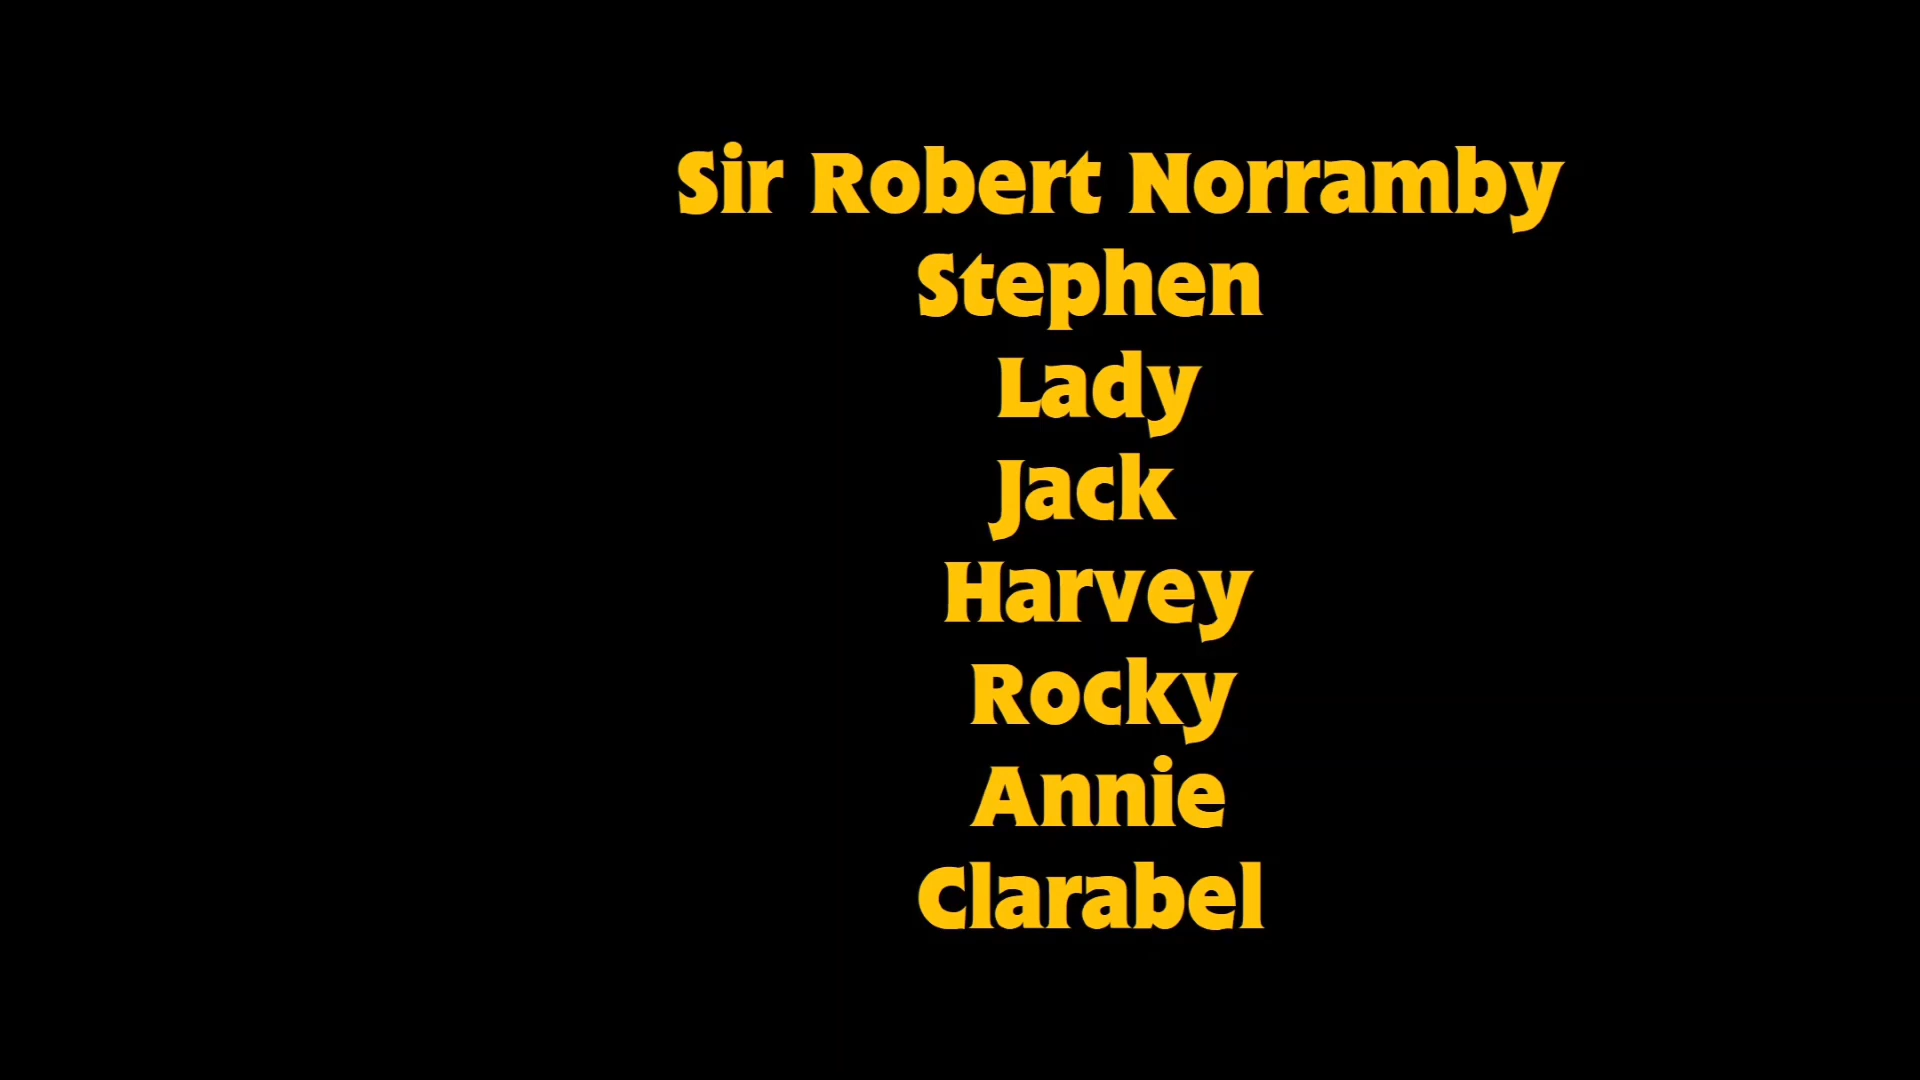 Sir Robert Norramby
Stephen
Lady
Jack
Harvey
Rocky
Annie
Clarabel